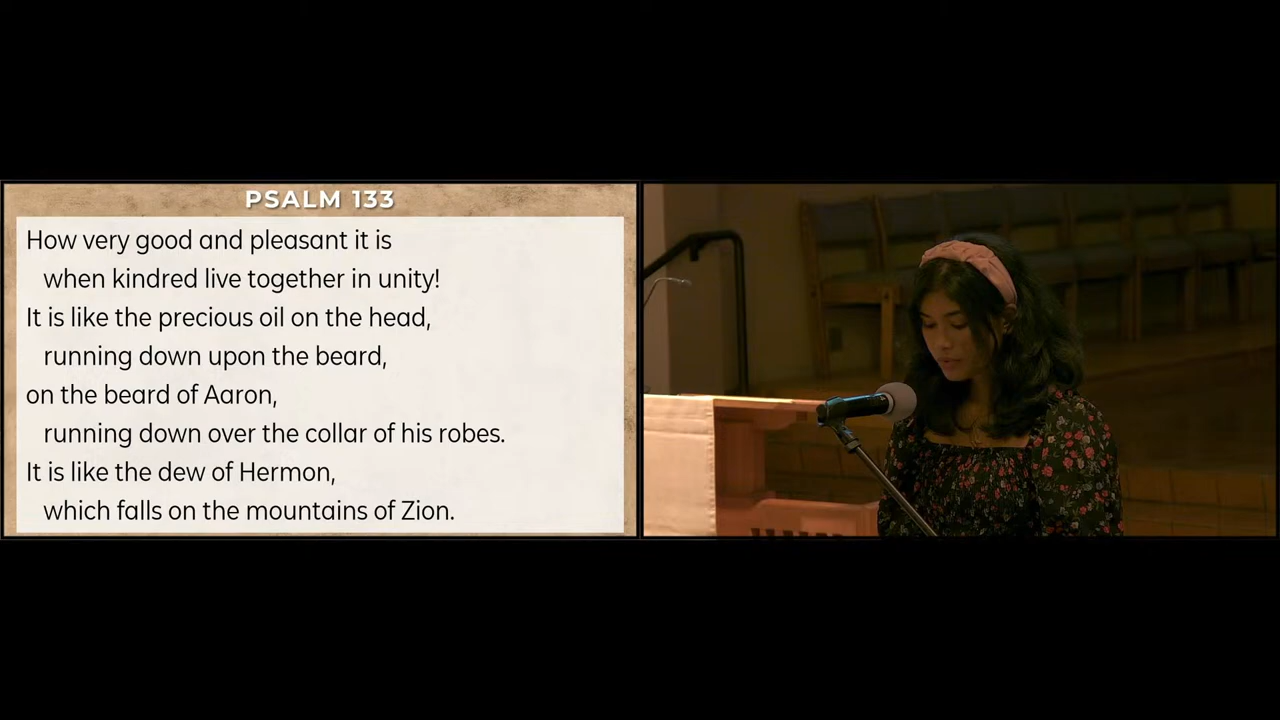 PSALM 133
How very good and pleasant it is
when kindred live together in unity!
It is like the precious oil on the head,
running down upon the beard,
on the beard of Aaron,
running down over the collar of his robes.
It is like the dew of Hermon,
which falls on the mountains of Zion.